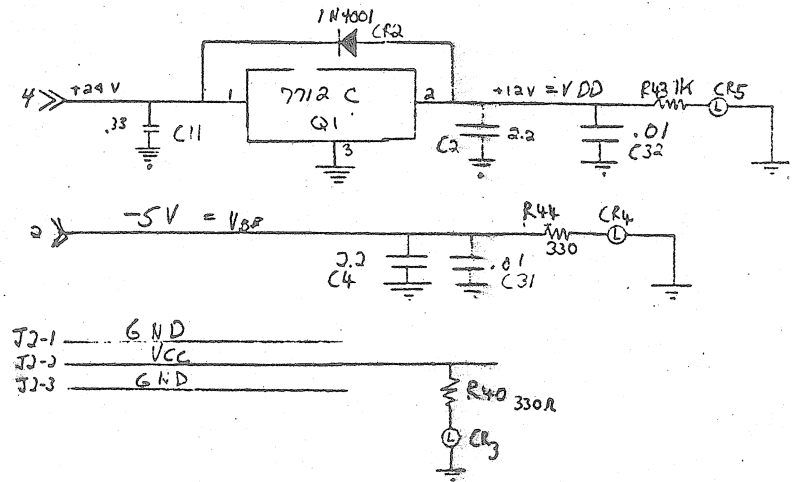 1N4001
CR2
4 +24V 1 7712 C 2 +12V = VDD R43 1K CR5
.33 C11 Q1 C2 2.2 .01
C32
3
2 -5V = VBB R44 CR4
330
2.2
C4
.01
C31
J2-1 GND
J2-2 VCC
J2-3 GND
R40 330Ω
CR3
L
L
L